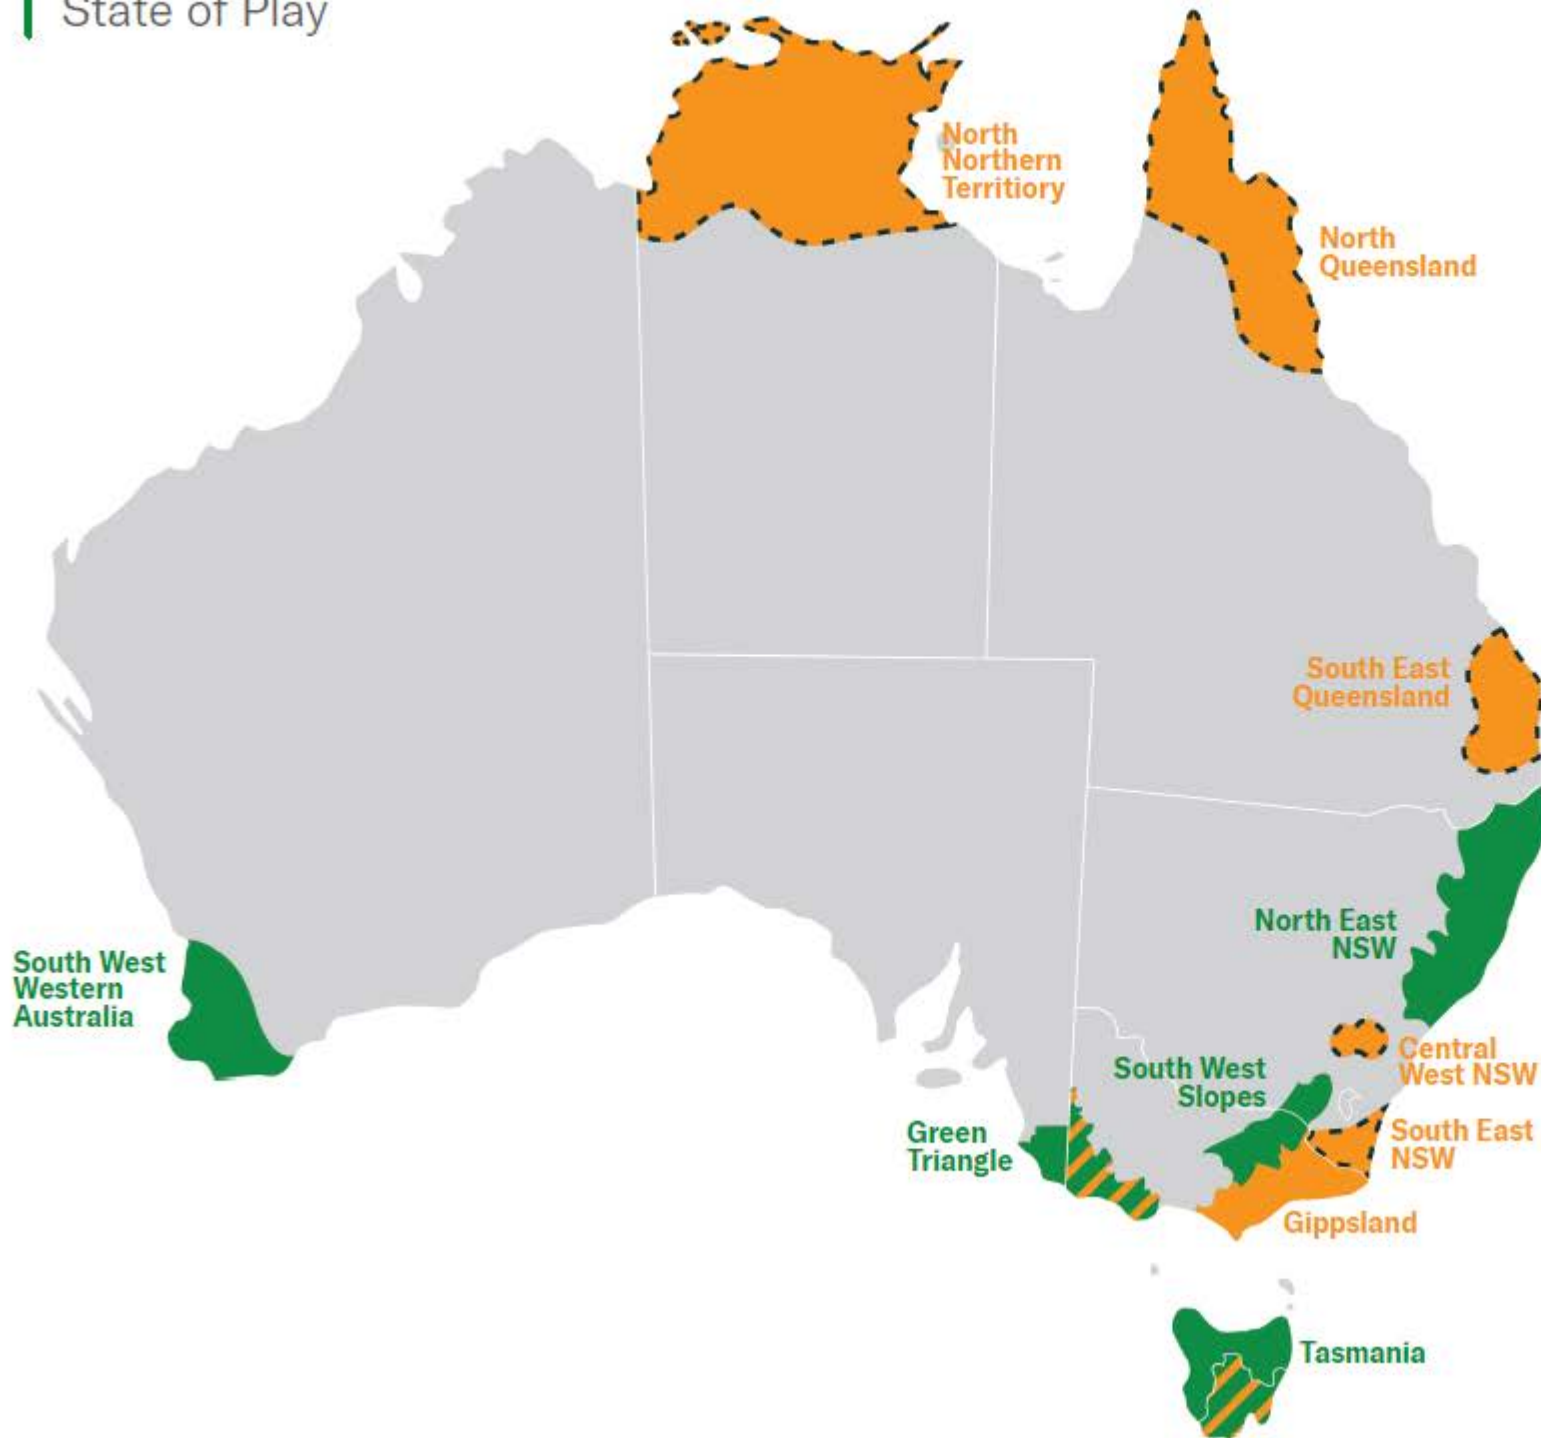 State of Play
North
Northern
Territiory
North
Queensland
South East
Queensland
North East
NSW
South West
Western
Australia
Central
West NSW
South West
Slopes
Green
Triangle
South East
NSW
Gippsland
Tasmania